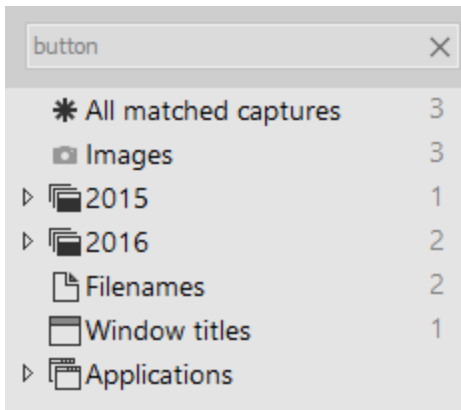 button
All matched captures 3
Images 3
2015 1
2016 2
Filenames 2
Window titles 1
Applications